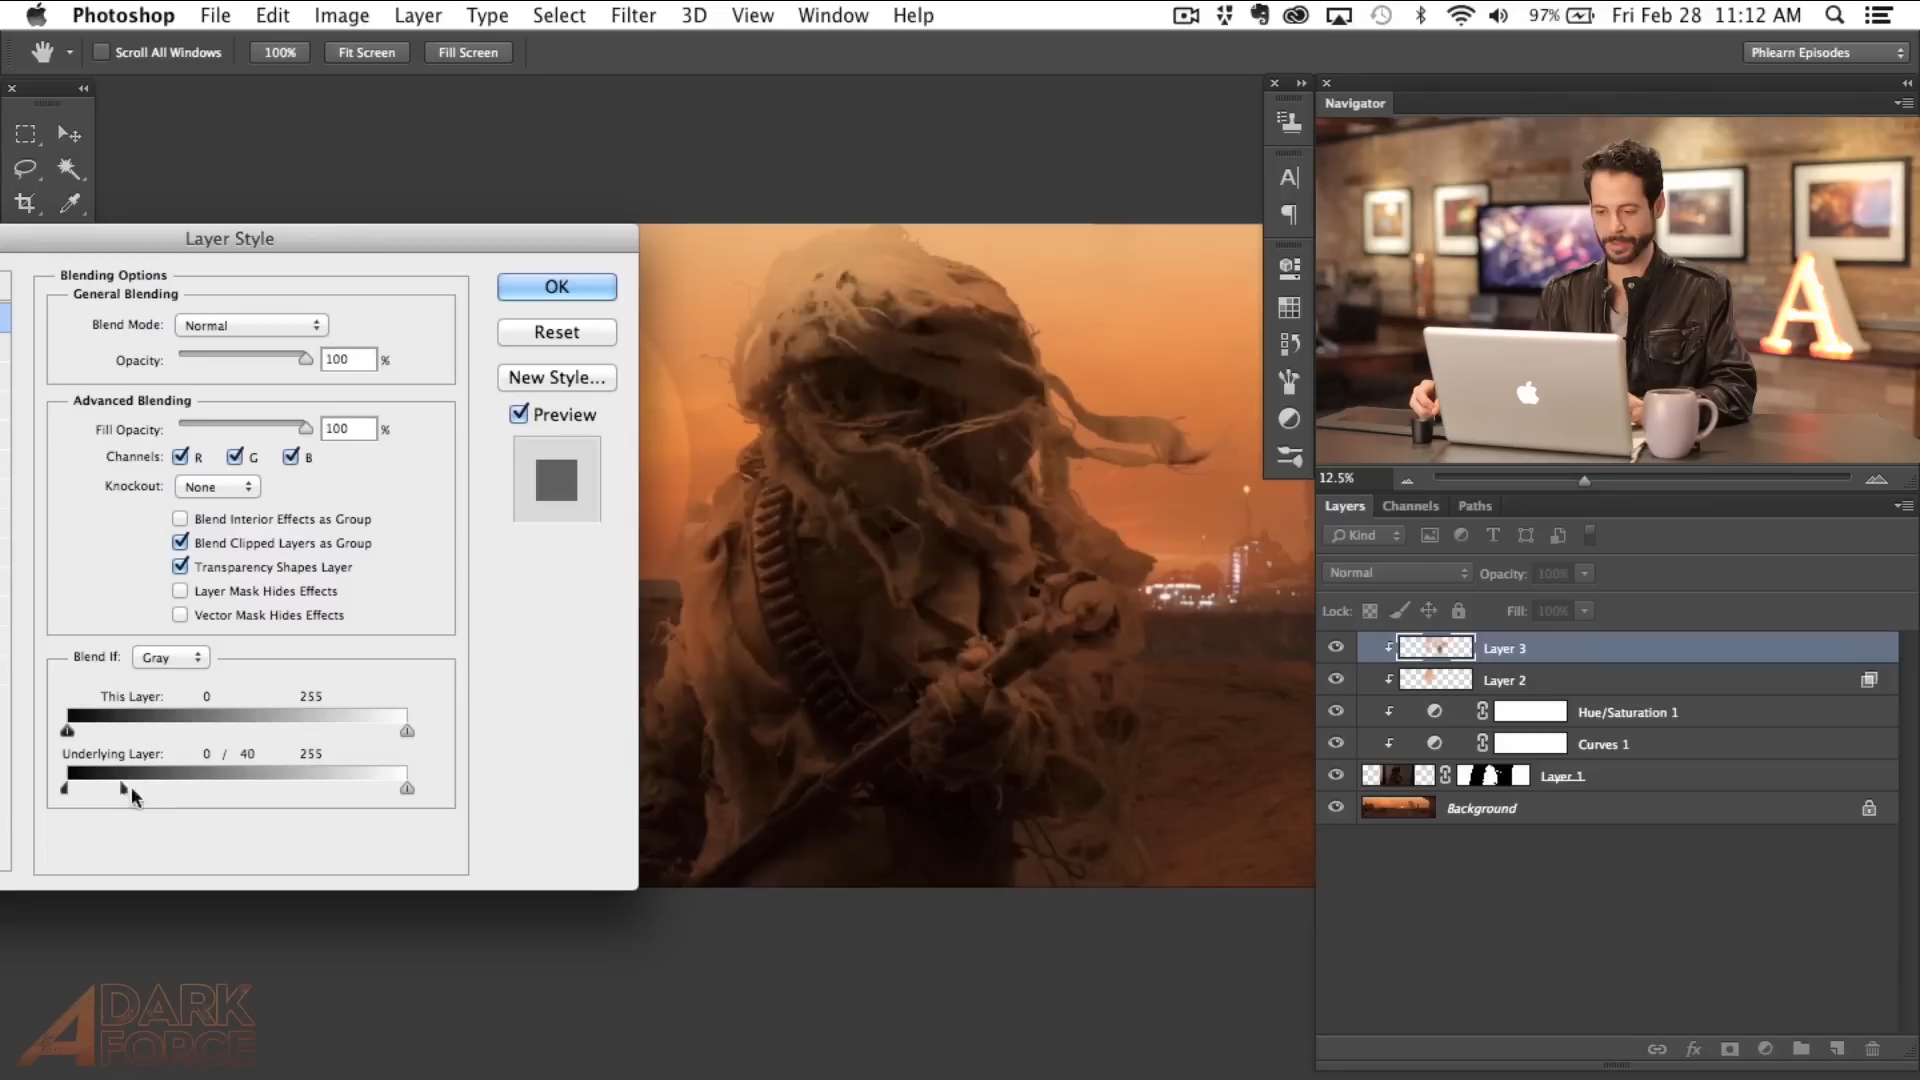 Photoshop File Edit Image Layer Type Select Filter 3D View Window Help 97% Fri Feb 28 11:12 AM
Scroll All Windows 100% Fit Screen Fill Screen Phlearn Episodes
Navigator
Layer Style
Blending Options
General Blending
Blend Mode: Normal
Opacity: 100 %
OK
Reset
New Style...
Preview
Advanced Blending
Fill Opacity: 100 %
Channels: R G B
Knockout: None
Blend Interior Effects as Group
Blend Clipped Layers as Group
Transparency Shapes Layer
Layer Mask Hides Effects
Vector Mask Hides Effects
Blend If: Gray
This Layer: 0 255
Underlying Layer: 0 / 40 255
A
12.5%
Layers Channels Paths
Kind
Normal Opacity: 100%
Lock: Fill: 100%
Layer 3
Layer 2
Hue/Saturation 1
Curves 1
Layer 1
Background
A DARK
FORCE